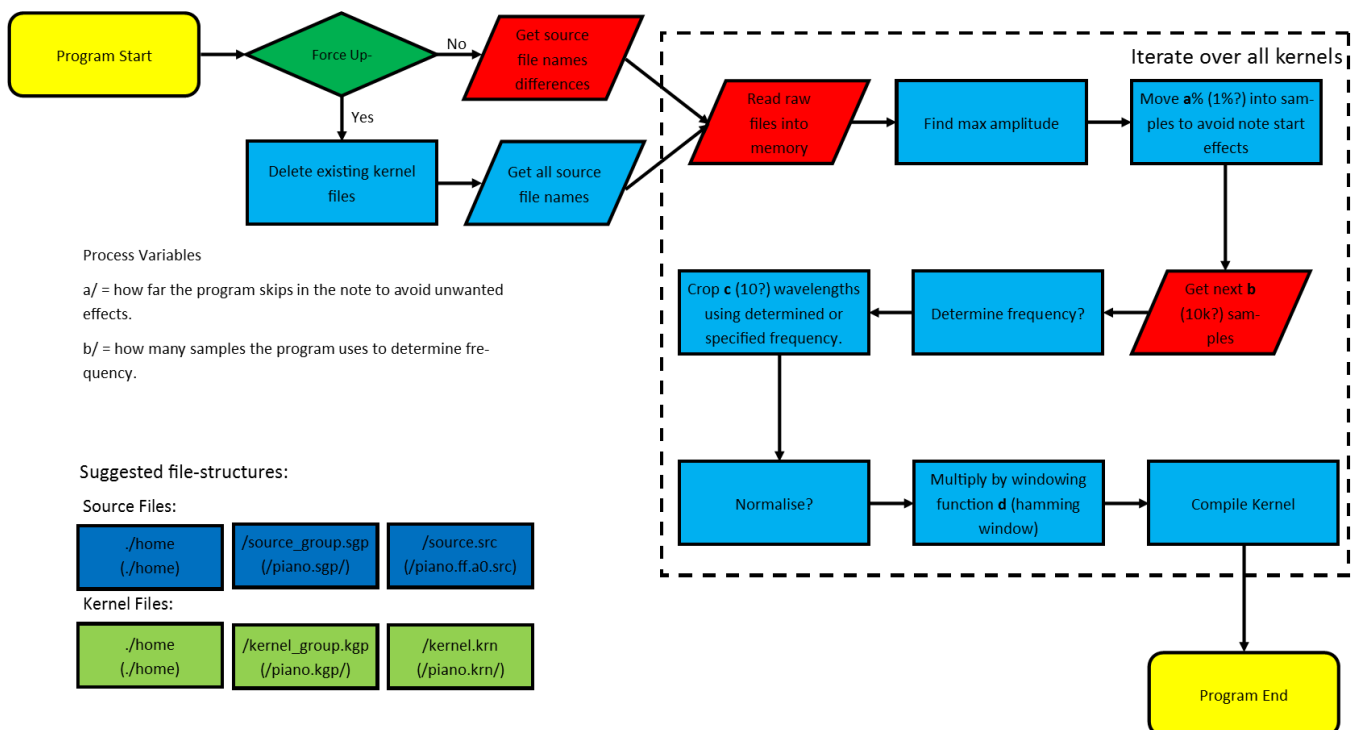 Program Start
Force Up-
No
Yes
Get source
file names
differences
Delete existing kernel
files
Get all source
file names
Iterate over all kernels
Read raw
files into
memory
Find max amplitude
Move a% (1%?) into sam-
ples to avoid note start
effects
Get next b
(10k?) sam-
ples
Determine frequency?
Crop c (10?) wavelengths
using determined or
specified frequency.
Normalise?
Multiply by windowing
function d (hamming
window)
Compile Kernel
Program End
Process Variables
a/ = how far the program skips in the note to avoid unwanted
effects.
b/ = how many samples the program uses to determine fre-
quency.
Suggested file-structures:
Source Files:
./home
(./home)
/source_group.sgp
(/piano.sgp/)
/source.src
(/piano.ff.a0.src)
Kernel Files:
./home
(./home)
/kernel_group.kgp
(/piano.kgp/)
/kernel.krn
(/piano.krn/)